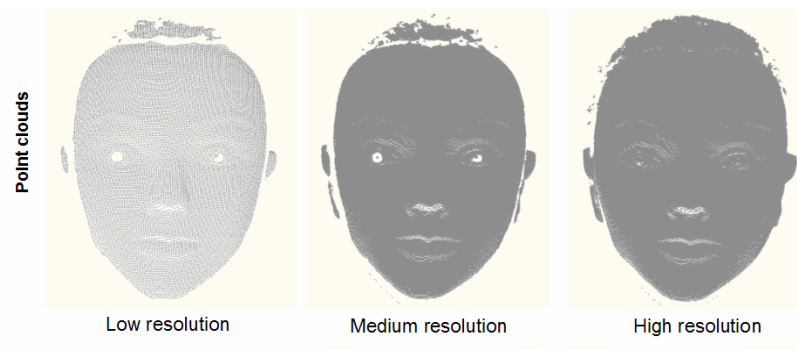 Point clouds
Low resolution
Medium resolution
High resolution